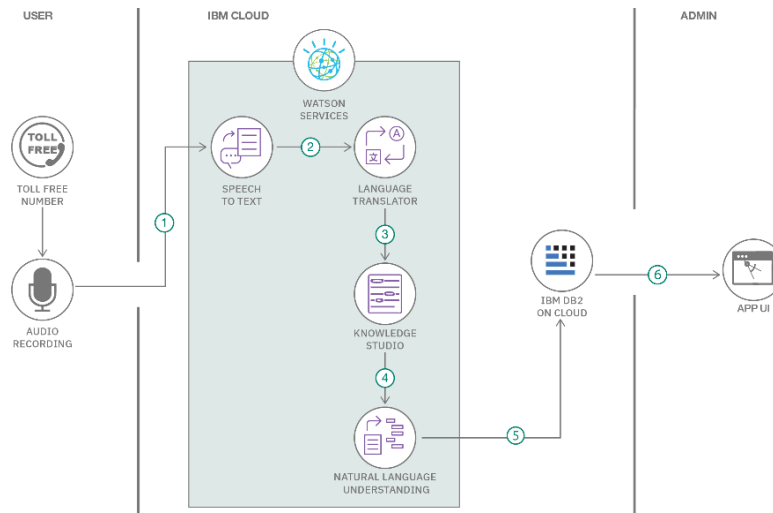 USER
IBM CLOUD
ADMIN
WATSON
SERVICES
TOLL
FREE
TOLL FREE
NUMBER
SPEECH
TO TEXT
2
A
文
LANGUAGE
TRANSLATOR
1
3
AUDIO
RECORDING
KNOWLEDGE
STUDIO
IBM DB2
ON CLOUD
6
APP UI
4
5
NATURAL LANGUAGE
UNDERSTANDING